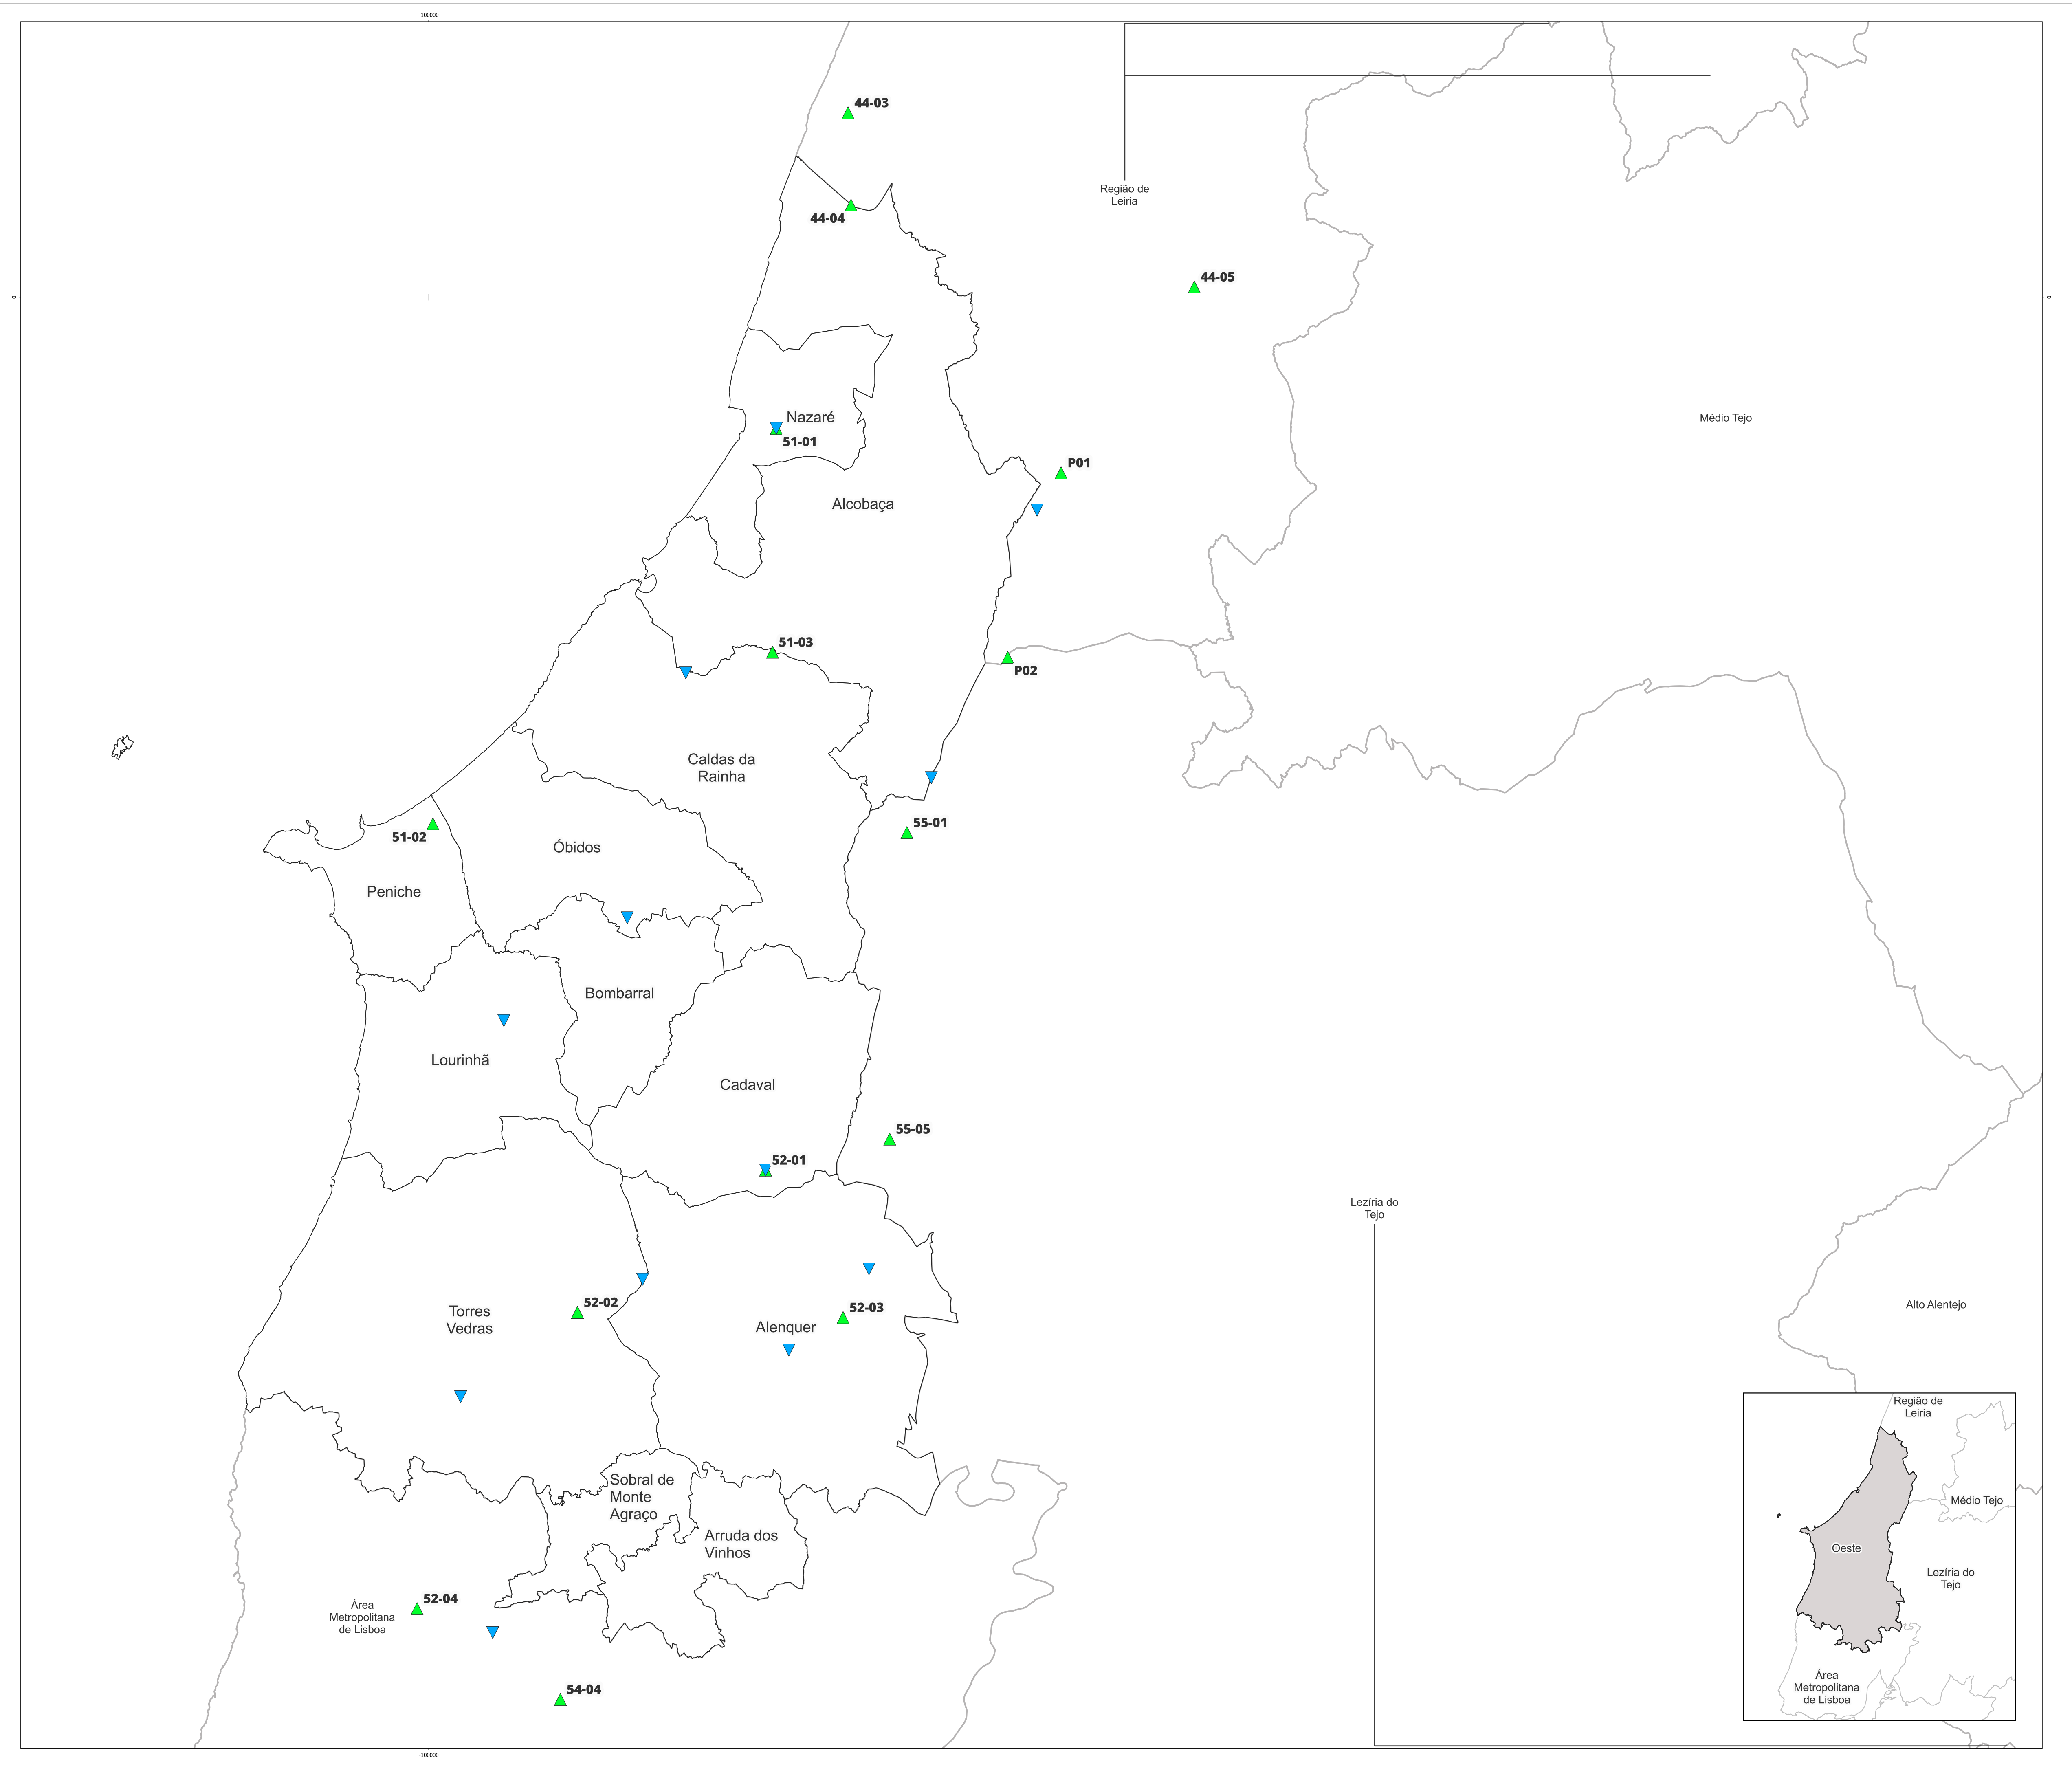 -100000
44-03
Região de
Leiria
44-04
44-05
0
0
Nazaré
51-01
Médio Tejo
P01
Alcobaça
51-03
P02
Caldas da
Rainha
55-01
51-02
Óbidos
Peniche
Bombarral
Lourinhã
Cadaval
55-05
52-01
Lezíria do
Tejo
52-02
52-03
Torres
Vedras
Alenquer
Alto Alentejo
Sobral de
Monte
Agraço
Arruda dos
Vinhos
52-04
Área
Metropolitana
de Lisboa
54-04
Região de
Leiria
Médio Tejo
Oeste
Lezíria do
Tejo
Área
Metropolitana
de Lisboa
-100000